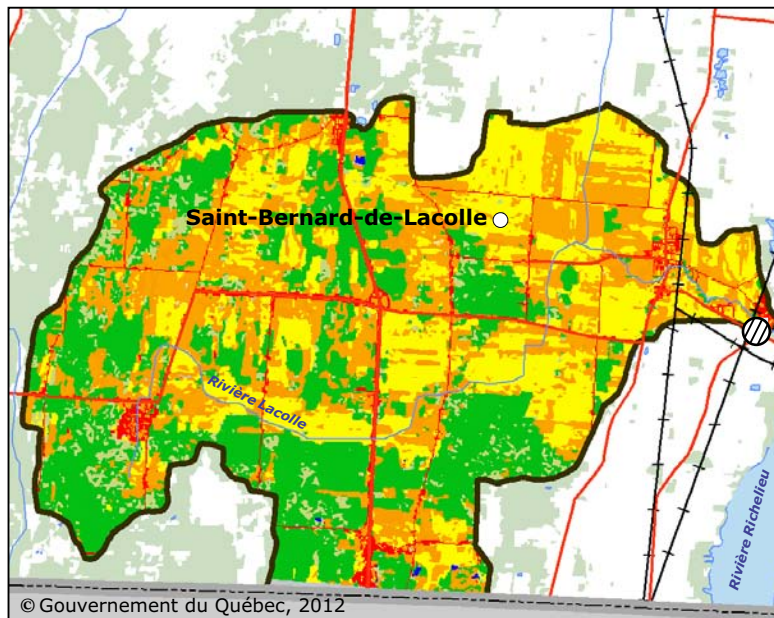 Saint-Bernard-de-Lacolle
Rivière Lacolle
Rivière Richelieu
© Gouvernement du Québec, 2012